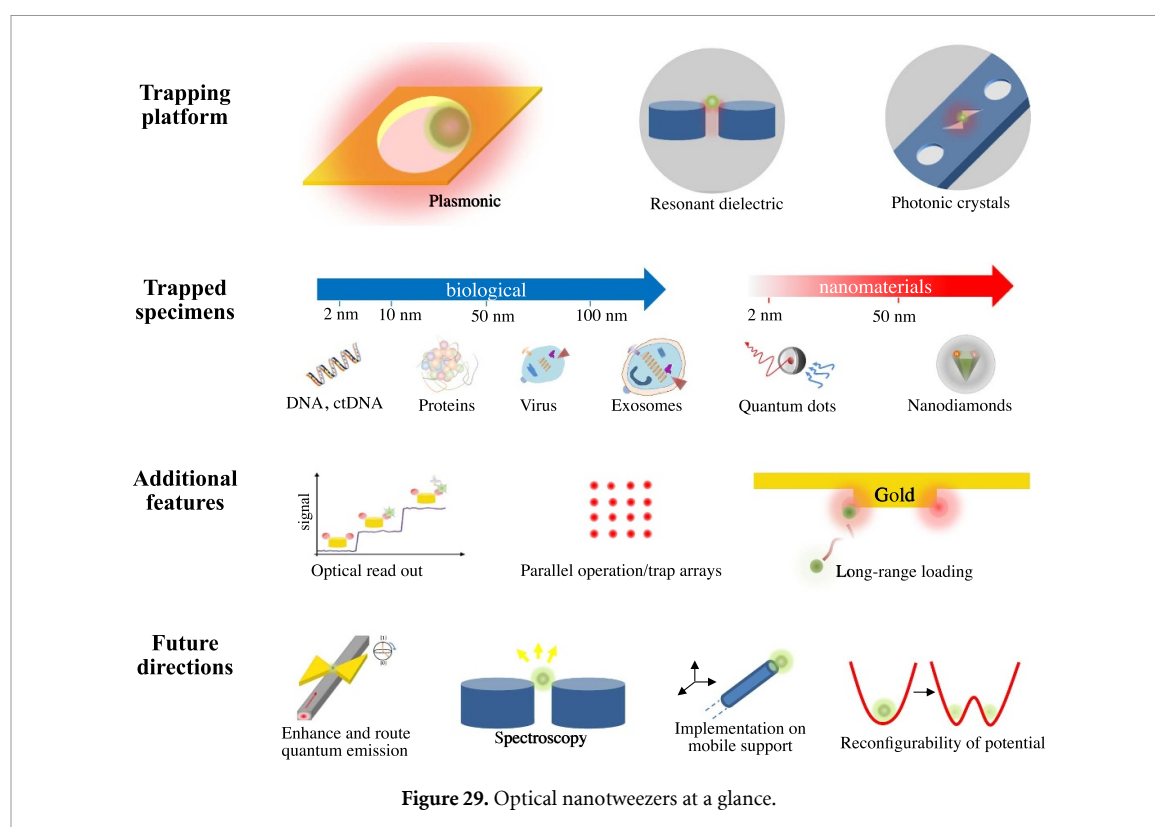 Trapping
platform
Plasmonic
Resonant dielectric
Photonic crystals
Trapped
specimens
biological
nanomaterials
2 nm
10 nm
50 nm
100 nm
2 nm
50 nm
DNA, ctDNA
Proteins
Virus
Exosomes
Quantum dots
Nanodiamonds
Additional
features
signal
Gold
Optical read out
Parallel operation/trap arrays
Long-range loading
Future
directions
Enhance and route
quantum emission
Spectroscopy
Implementation on
mobile support
Reconfigurability of potential
Figure 29. Optical nanotweezers at a glance.